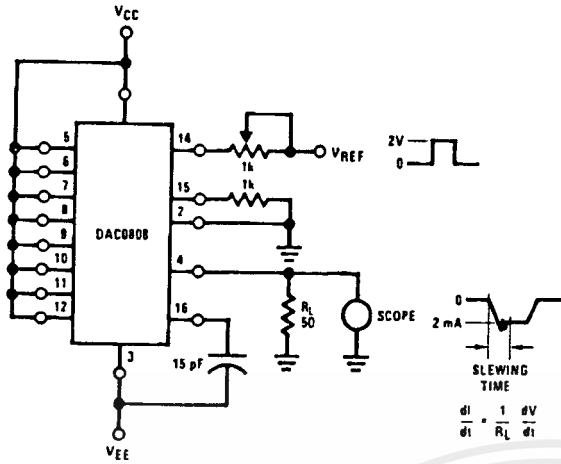 VCC
5
6
7
8
9
10
11
12
DAC0808
14
1k
VREF
15
1k
2
4
16
RL
50
SCOPE
15 pF
3
VEE
2V
0
0
2 mA
SLEWING
TIME
dI/dt = 1/RL dV/dt